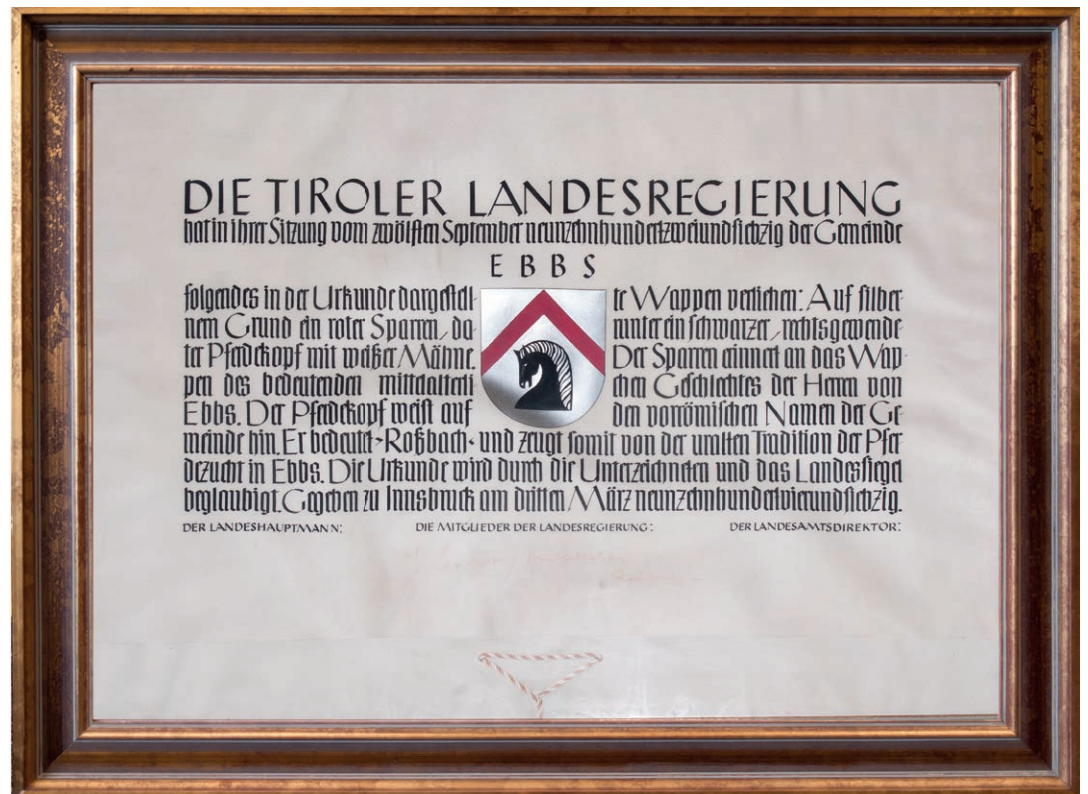 DIE TIROLER LANDESREGIERUNG
hat in ihrer Sitzung vom zwölften September neunzehnhundertzweiundsiebzig der Gemeinde
EBBS
folgendes in der Urkunde dargestell- te Wappen verliehen: Auf silber-
nem Grund ein roter Sparren, da- runter ein schwarzer, rechtsgewende-
ter Pferdekopf mit weißer Mähne. Der Sparren erinnert an das Wap-
pen des bedeutenden mittelalterli- chen Geschlechtes der Herren von
Ebbs. Der Pferdekopf weist auf den vorrömischen Namen der Ge-
meinde hin. Er bedeutet ›Roßbach‹ und zeugt somit von der uralten Tradition der Pfer
dezucht in Ebbs. Die Urkunde wird durch die Unterzeichneten und das Landessiegel
beglaubigt. Gegeben zu Innsbruck am dritten März neunzehnhundertvierundsiebzig.
DER LANDESHAUPTMANN: DIE MITGLIEDER DER LANDESREGIERUNG: DER LANDESAMTSDIREKTOR: